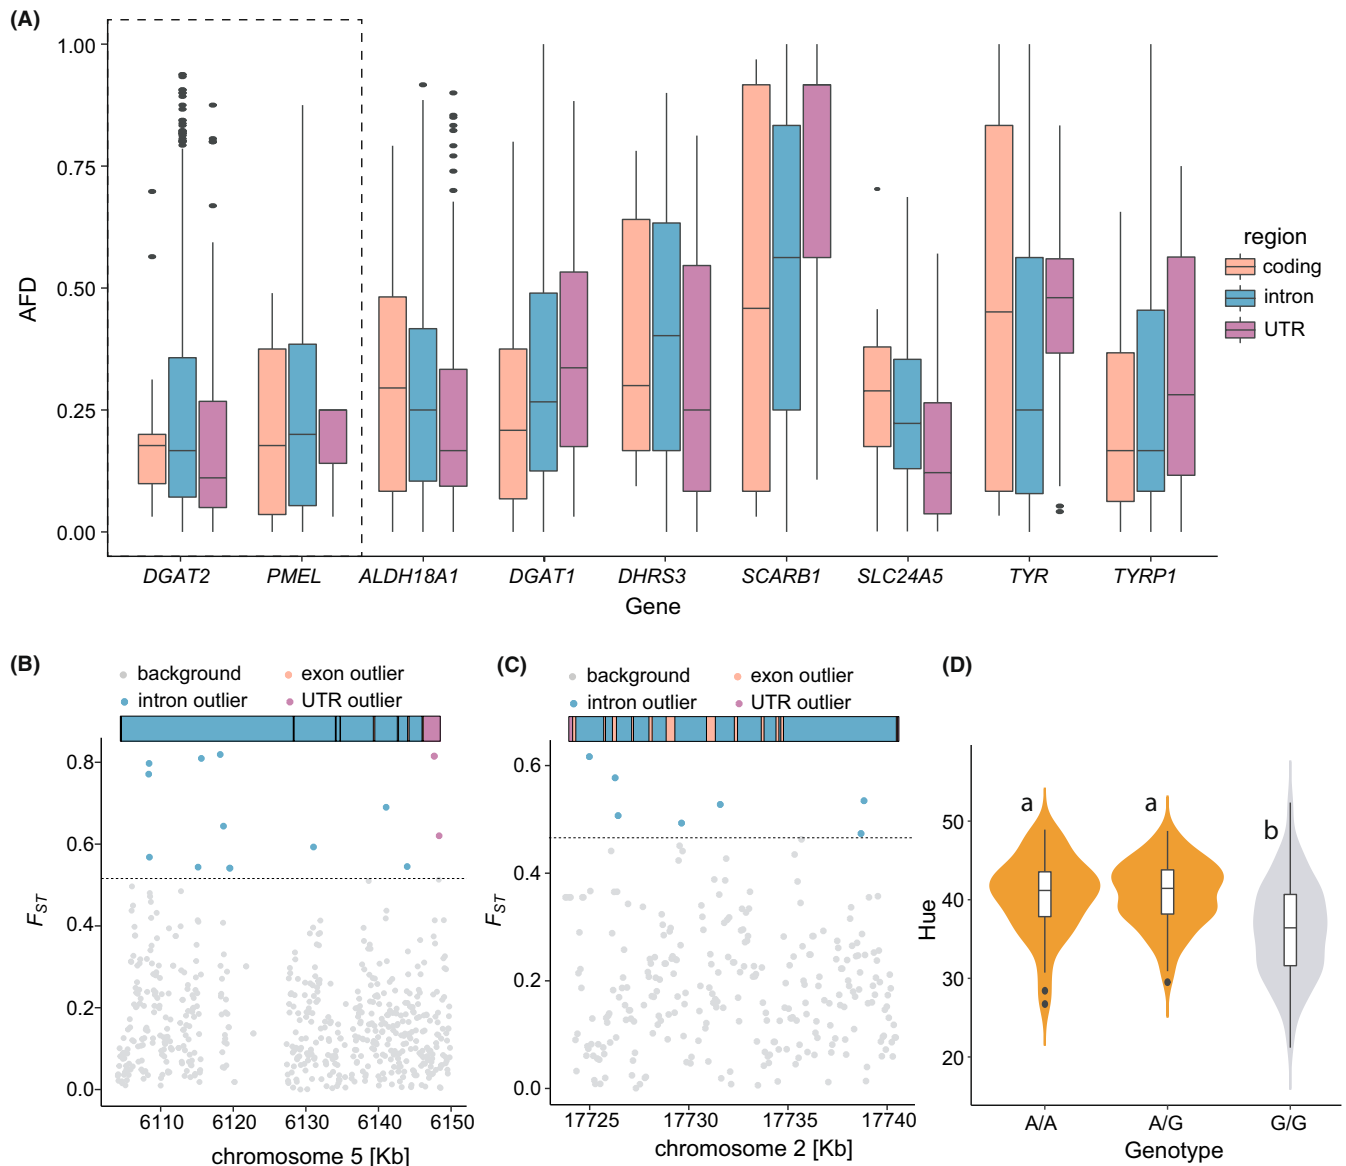 (A)
1.00
0.75
0.50
0.25
0.00
AFD
DGAT2 PMEL ALDH18A1 DGAT1 DHRS3 SCARB1 SLC24A5 TYR TYRP1
Gene
region
coding
intron
UTR
(B)
background exon outlier
intron outlier UTR outlier
0.8
0.6
0.4
0.2
0.0
FST
6110 6120 6130 6140 6150
chromosome 5 [Kb]
(C)
background exon outlier
intron outlier UTR outlier
0.6
0.4
0.2
0.0
FST
17725 17730 17735 17740
chromosome 2 [Kb]
(D)
a a b
50
40
30
20
Hue
A/A A/G G/G
Genotype